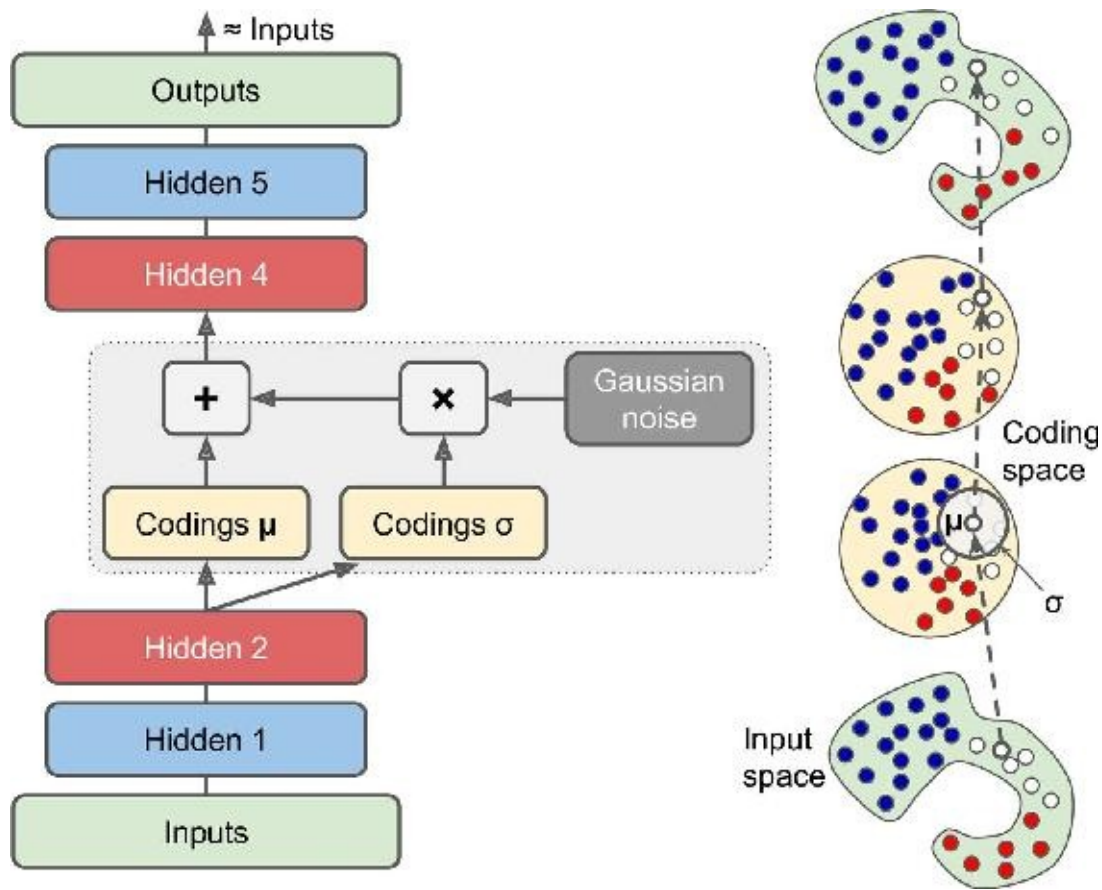 ≈ Inputs
Outputs
Hidden 5
Hidden 4
+
×
Gaussian
noise
Codings μ
Codings σ
Hidden 2
Hidden 1
Inputs
Coding
space
μ
σ
Input
space